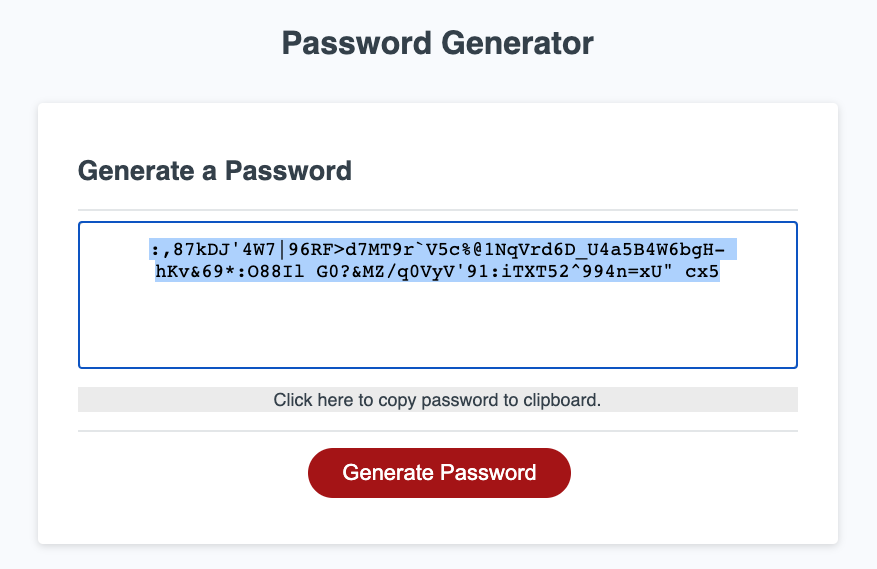 Password Generator
Generate a Password
:,87kDJ'4W7|96RF>d7MT9r`V5c%@1NqVrd6D_U4a5B4W6bgH-
hKv&69*:O88Il G0?&MZ/q0VyV'91:iTXT52^994n=xU" cx5
Click here to copy password to clipboard.
Generate Password